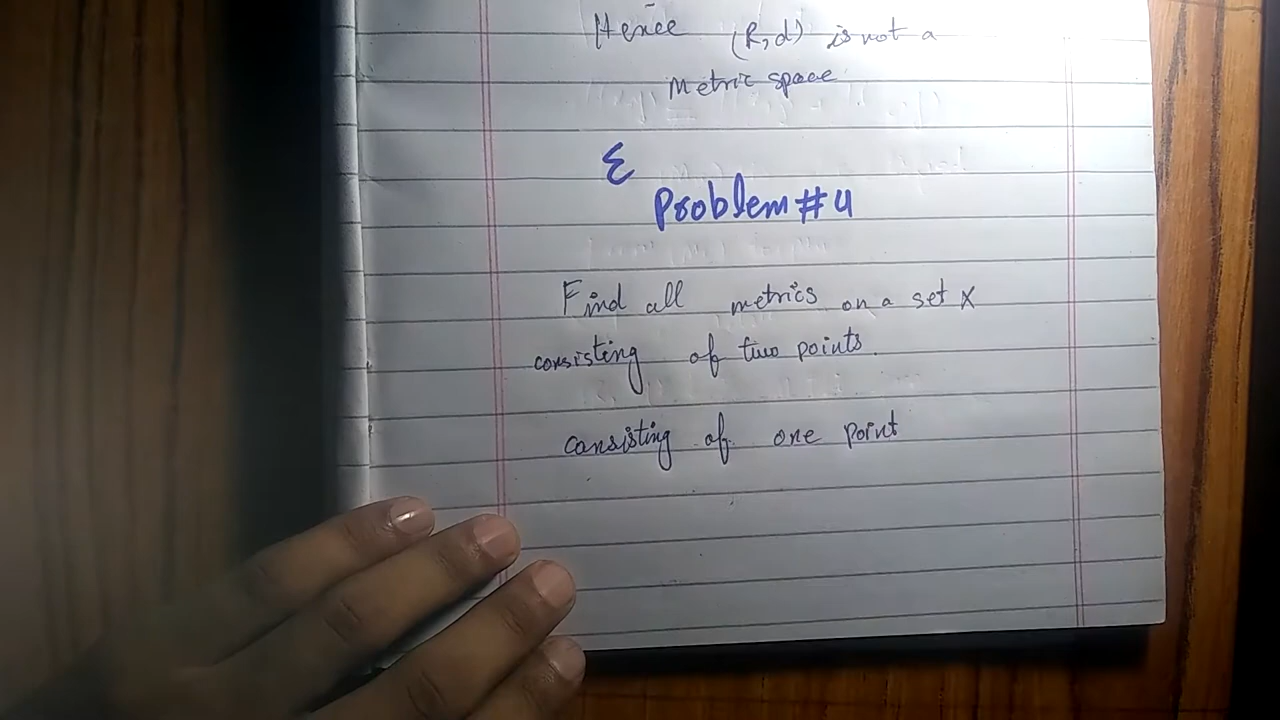 Hence (R, d) is not a
Metric space
Problem # 4
Find all metrics on a set X
consisting of two points.
consisting of one point